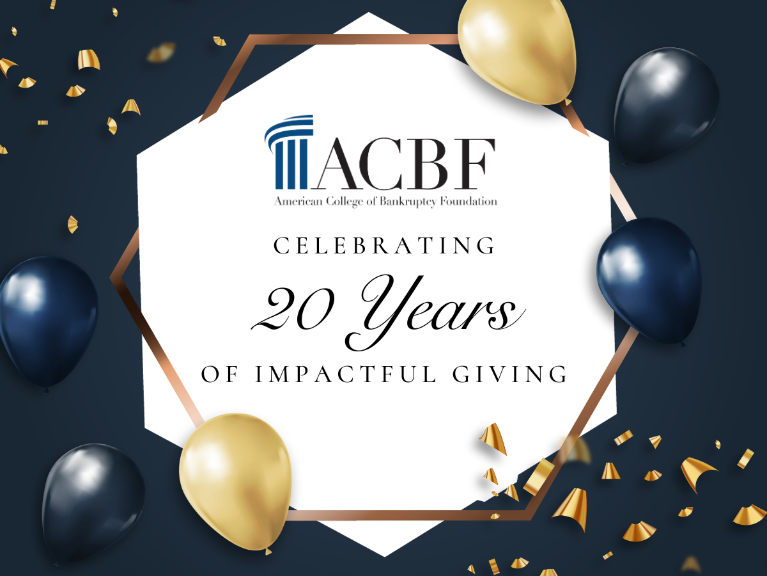 ACBF
American College of Bankruptcy Foundation
CELEBRATING
20 Years
OF IMPACTFUL GIVING